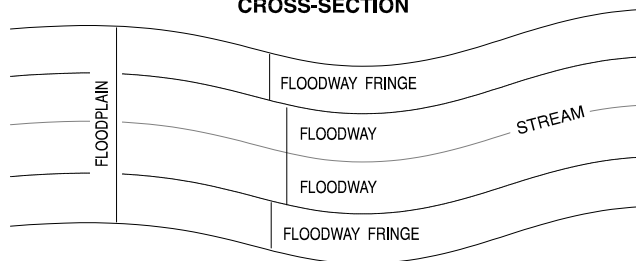 CROSS-SECTION
FLOODWAY FRINGE
FLOODPLAIN
STREAM
FLOODWAY
FLOODWAY
FLOODWAY FRINGE